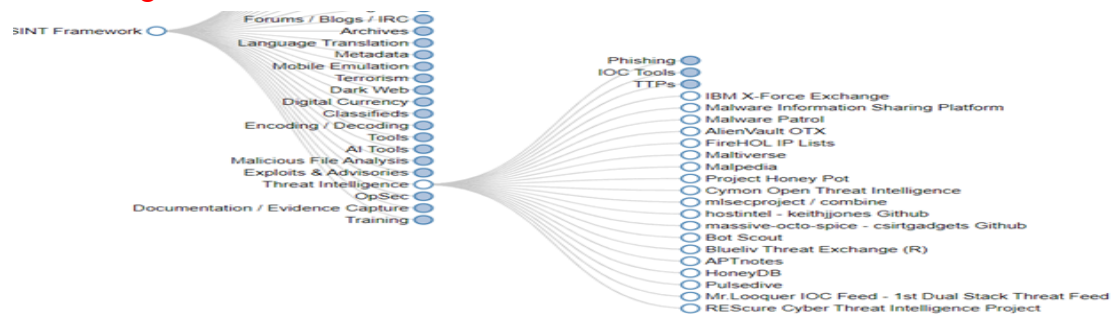 SINT Framework
Forums / Blogs / IRC
Archives
Language Translation
Metadata
Mobile Emulation
Terrorism
Dark Web
Digital Currency
Classifieds
Encoding / Decoding
Tools
AI Tools
Malicious File Analysis
Exploits & Advisories
Threat Intelligence
OpSec
Documentation / Evidence Capture
Training
Phishing
IOC Tools
TTPs
IBM X-Force Exchange
Malware Information Sharing Platform
Malware Patrol
AlienVault OTX
FireHOL IP Lists
Maltiverse
Malpedia
Project Honey Pot
Cymon Open Threat Intelligence
mlsecproject / combine
hostintel - keithjjones Github
massive-octo-spice - csirtgadgets Github
Bot Scout
Blueliv Threat Exchange (R)
APTnotes
HoneyDB
Pulsedive
Mr.Looquer IOC Feed - 1st Dual Stack Threat Feed
REScure Cyber Threat Intelligence Project